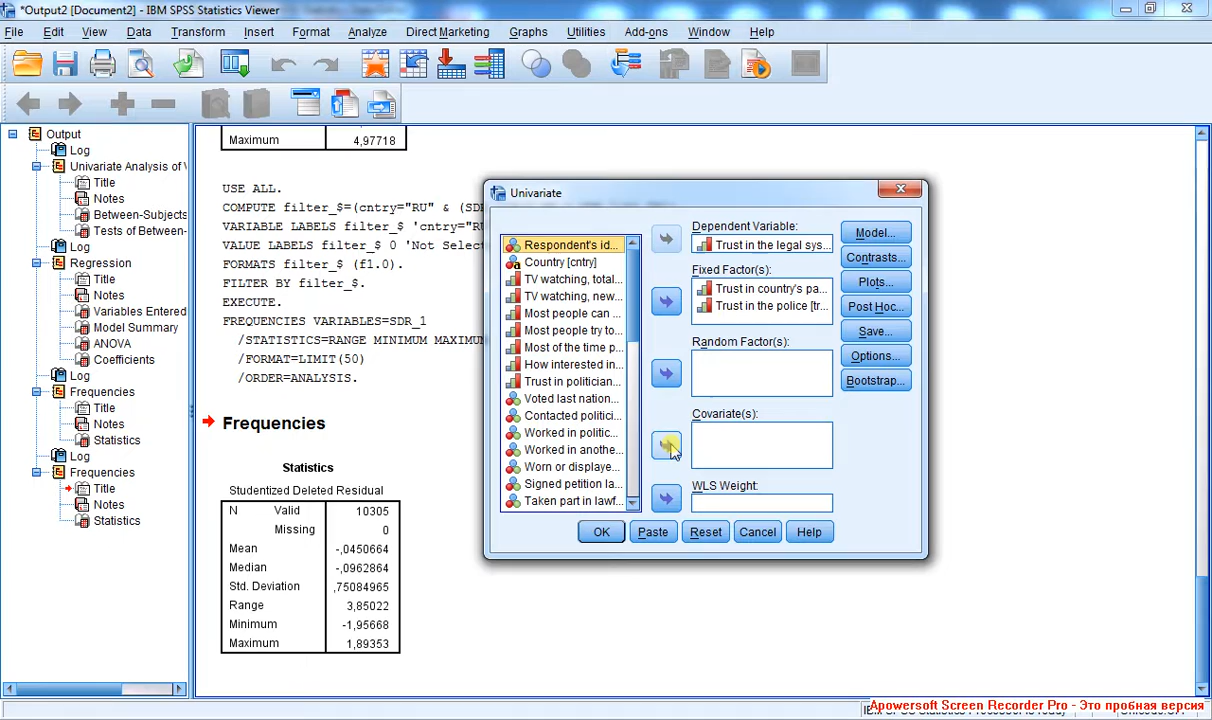 *Output2 [Document2] - IBM SPSS Statistics Viewer
File Edit View Data Transform Insert Format Analyze Direct Marketing Graphs Utilities Add-ons Window Help
Output
Log
Univariate Analysis of V
Title
Notes
Between-Subjects
Tests of Between-
Log
Regression
Title
Notes
Variables Entered
Model Summary
ANOVA
Coefficients
Log
Frequencies
Title
Notes
Statistics
Log
Frequencies
Title
Notes
Statistics
Maximum 4,97718
USE ALL.
COMPUTE filter_$=(cntry="RU" & (SDR
VARIABLE LABELS filter_$ 'cntry="RU
VALUE LABELS filter_$ 0 'Not Select
FORMATS filter_$ (f1.0).
FILTER BY filter_$.
EXECUTE.
FREQUENCIES VARIABLES=SDR_1
/STATISTICS=RANGE MINIMUM MAXIMUM
/FORMAT=LIMIT(50)
/ORDER=ANALYSIS.
Frequencies
Statistics
Studentized Deleted Residual
N Valid 10305
Missing 0
Mean -,0450664
Median -,0962864
Std. Deviation ,75084965
Range 3,85022
Minimum -1,95668
Maximum 1,89353
Univariate
Respondent's id...
Country [cntry]
TV watching, total...
TV watching, new...
Most people can ...
Most people try to...
Most of the time p...
How interested in...
Trust in politician...
Voted last nation...
Contacted politici...
Worked in politic...
Worked in anothe...
Worn or displaye...
Signed petition la...
Taken part in lawf...
Dependent Variable:
Trust in the legal sys...
Fixed Factor(s):
Trust in country's pa...
Trust in the police [tr...
Random Factor(s):
Covariate(s):
WLS Weight:
Model...
Contrasts...
Plots...
Post Hoc...
Save...
Options...
Bootstrap...
OK Paste Reset Cancel Help
Apowersoft Screen Recorder Pro - Это пробная версия